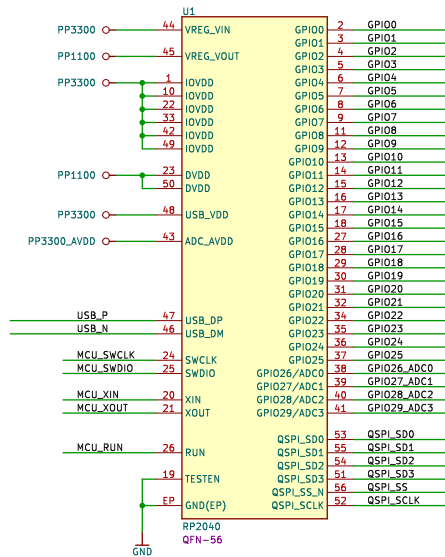 U1
PP3300 44 VREG_VIN GPIO0 2 GPIO0
GPIO1 3 GPIO1
PP1100 45 VREG_VOUT GPIO2 4 GPIO2
GPIO3 5 GPIO3
PP3300 1 IOVDD GPIO4 6 GPIO4
10 IOVDD GPIO5 7 GPIO5
22 IOVDD GPIO6 8 GPIO6
33 IOVDD GPIO7 9 GPIO7
42 IOVDD GPIO8 11 GPIO8
49 IOVDD GPIO9 12 GPIO9
GPIO10 13 GPIO10
PP1100 23 DVDD GPIO11 14 GPIO11
50 DVDD GPIO12 15 GPIO12
GPIO13 16 GPIO13
PP3300 48 USB_VDD GPIO14 17 GPIO14
GPIO15 18 GPIO15
PP3300_AVDD 43 ADC_AVDD GPIO16 27 GPIO16
GPIO17 28 GPIO17
GPIO18 29 GPIO18
GPIO19 30 GPIO19
GPIO20 31 GPIO20
GPIO21 32 GPIO21
USB_P 47 USB_DP GPIO22 34 GPIO22
USB_N 46 USB_DM GPIO23 35 GPIO23
GPIO24 36 GPIO24
MCU_SWCLK 24 SWCLK GPIO25 37 GPIO25
MCU_SWDIO 25 SWDIO GPIO26/ADC0 38 GPIO26_ADC0
GPIO27/ADC1 39 GPIO27_ADC1
MCU_XIN 20 XIN GPIO28/ADC2 40 GPIO28_ADC2
MCU_XOUT 21 XOUT GPIO29/ADC3 41 GPIO29_ADC3
QSPI_SD0 53 QSPI_SD0
MCU_RUN 26 RUN QSPI_SD1 55 QSPI_SD1
QSPI_SD2 54 QSPI_SD2
19 TESTEN QSPI_SD3 51 QSPI_SD3
QSPI_SS_N 56 QSPI_SS
EP GND(EP) QSPI_SCLK 52 QSPI_SCLK
RP2040
QFN-56
GND